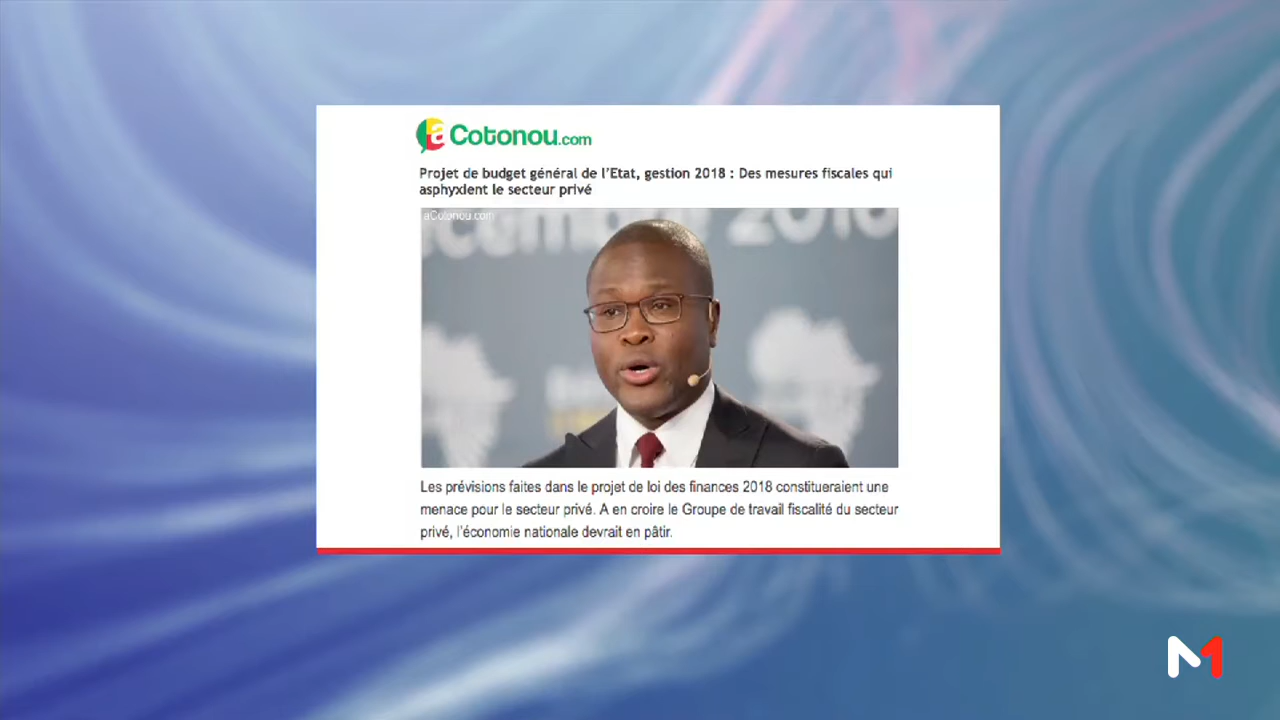 aCotonou.com
Projet de budget général de l'Etat, gestion 2018 : Des mesures fiscales qui
asphyxient le secteur privé
aCotonou.com
Les prévisions faites dans le projet de loi des finances 2018 constitueraient une
menace pour le secteur privé. A en croire le Groupe de travail fiscalité du secteur
privé, l'économie nationale devrait en pâtir.
M1